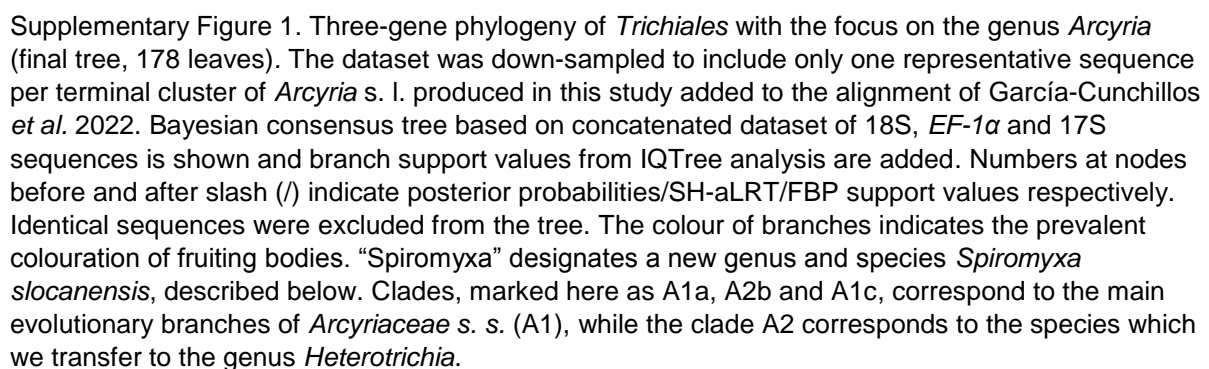 Supplementary Figure 1. Three-gene phylogeny of Trichiales with the focus on the genus Arcyria
(final tree, 178 leaves). The dataset was down-sampled to include only one representative sequence
per terminal cluster of Arcyria s. l. produced in this study added to the alignment of García-Cunchillos
et al. 2022. Bayesian consensus tree based on concatenated dataset of 18S, EF-1α and 17S
sequences is shown and branch support values from IQTree analysis are added. Numbers at nodes
before and after slash (/) indicate posterior probabilities/SH-aLRT/FBP support values respectively.
Identical sequences were excluded from the tree. The colour of branches indicates the prevalent
colouration of fruiting bodies. “Spiromyxa” designates a new genus and species Spiromyxa
slocanensis, described below. Clades, marked here as A1a, A2b and A1c, correspond to the main
evolutionary branches of Arcyriaceae s. s. (A1), while the clade A2 corresponds to the species which
we transfer to the genus Heterotrichia.